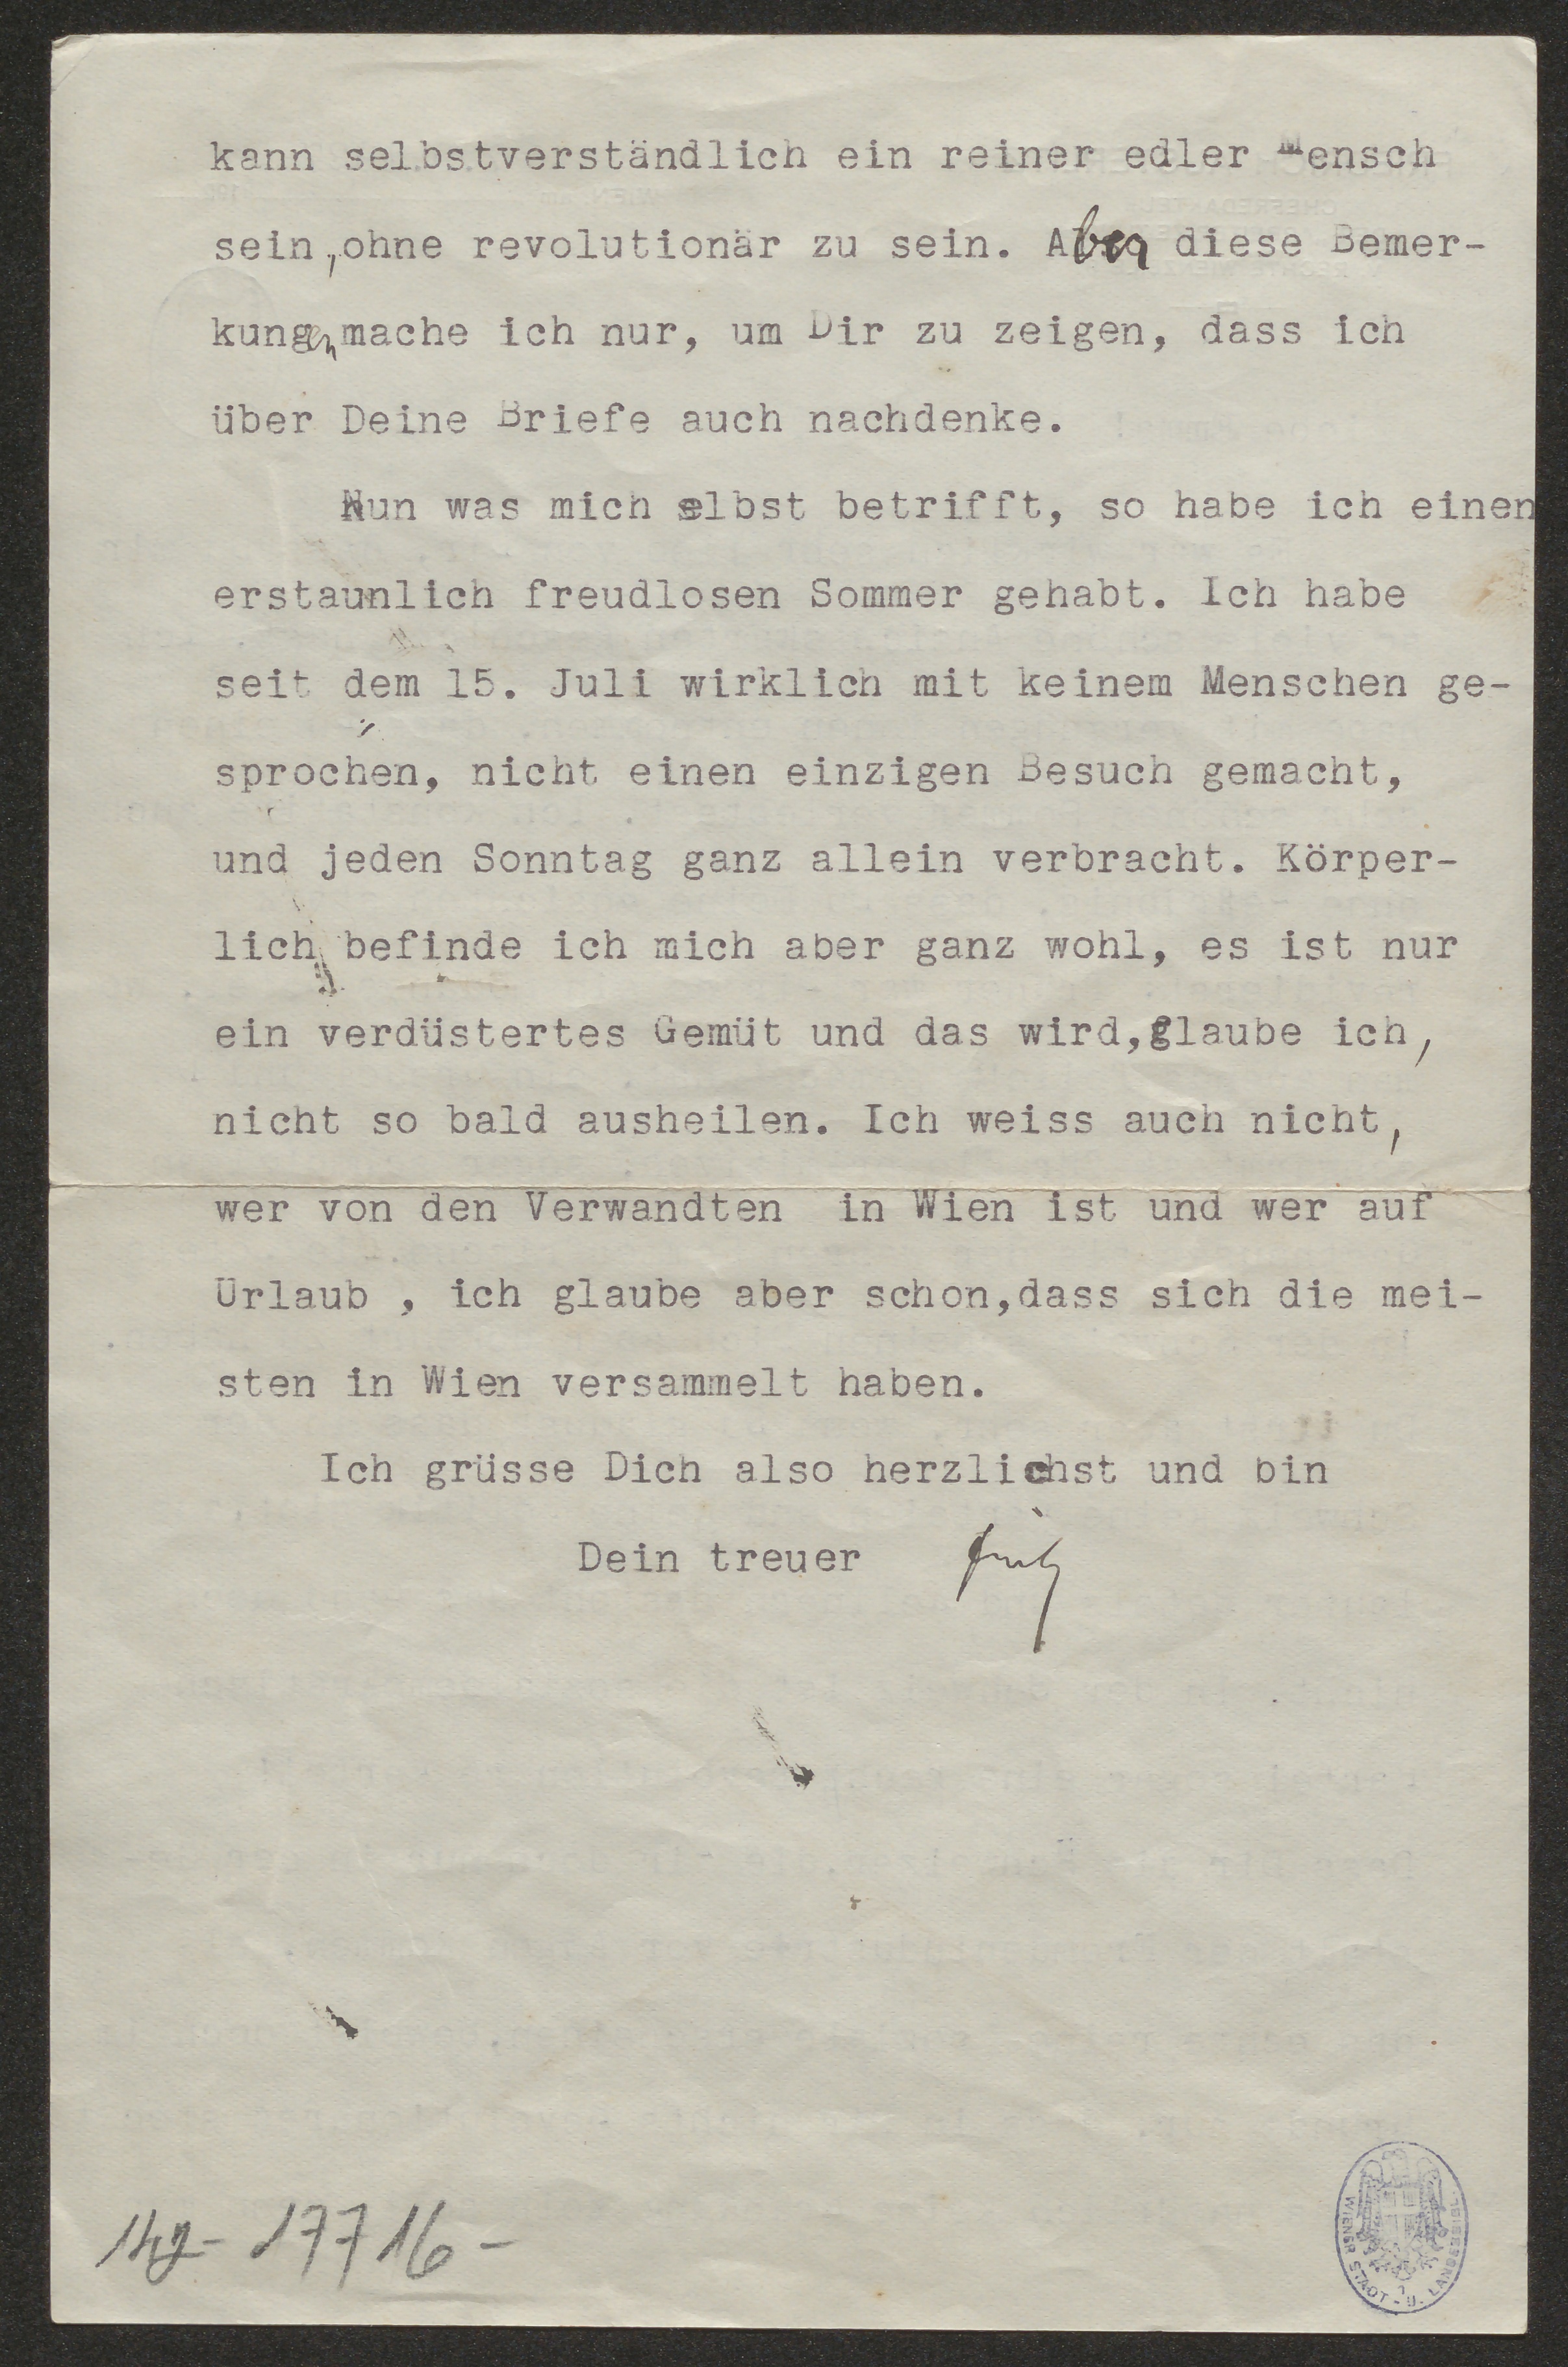 kann selbstverständlich ein reiner edler Mensch
sein, ohne revolutionär zu sein. Aber diese Bemer-
kungen mache ich nur, um Dir zu zeigen, dass ich
über Deine Briefe auch nachdenke.
Nun was mich selbst betrifft, so habe ich einen
erstaunlich freudlosen Sommer gehabt. Ich habe
seit dem 15. Juli wirklich mit keinem Menschen ge-
sprochen, nicht einen einzigen Besuch gemacht,
und jeden Sonntag ganz allein verbracht. Körper-
lich befinde ich mich aber ganz wohl, es ist nur
ein verdüstertes Gemüt und das wird,glaube ich,
nicht so bald ausheilen. Ich weiss auch nicht,
wer von den Verwandten in Wien ist und wer auf
Urlaub , ich glaube aber schon,dass sich die mei-
sten in Wien versammelt haben.
Ich grüsse Dich also herzlichst und bin
Dein treuer Fritz
17716-
WIENER STADT- U. LANDESBIBL.